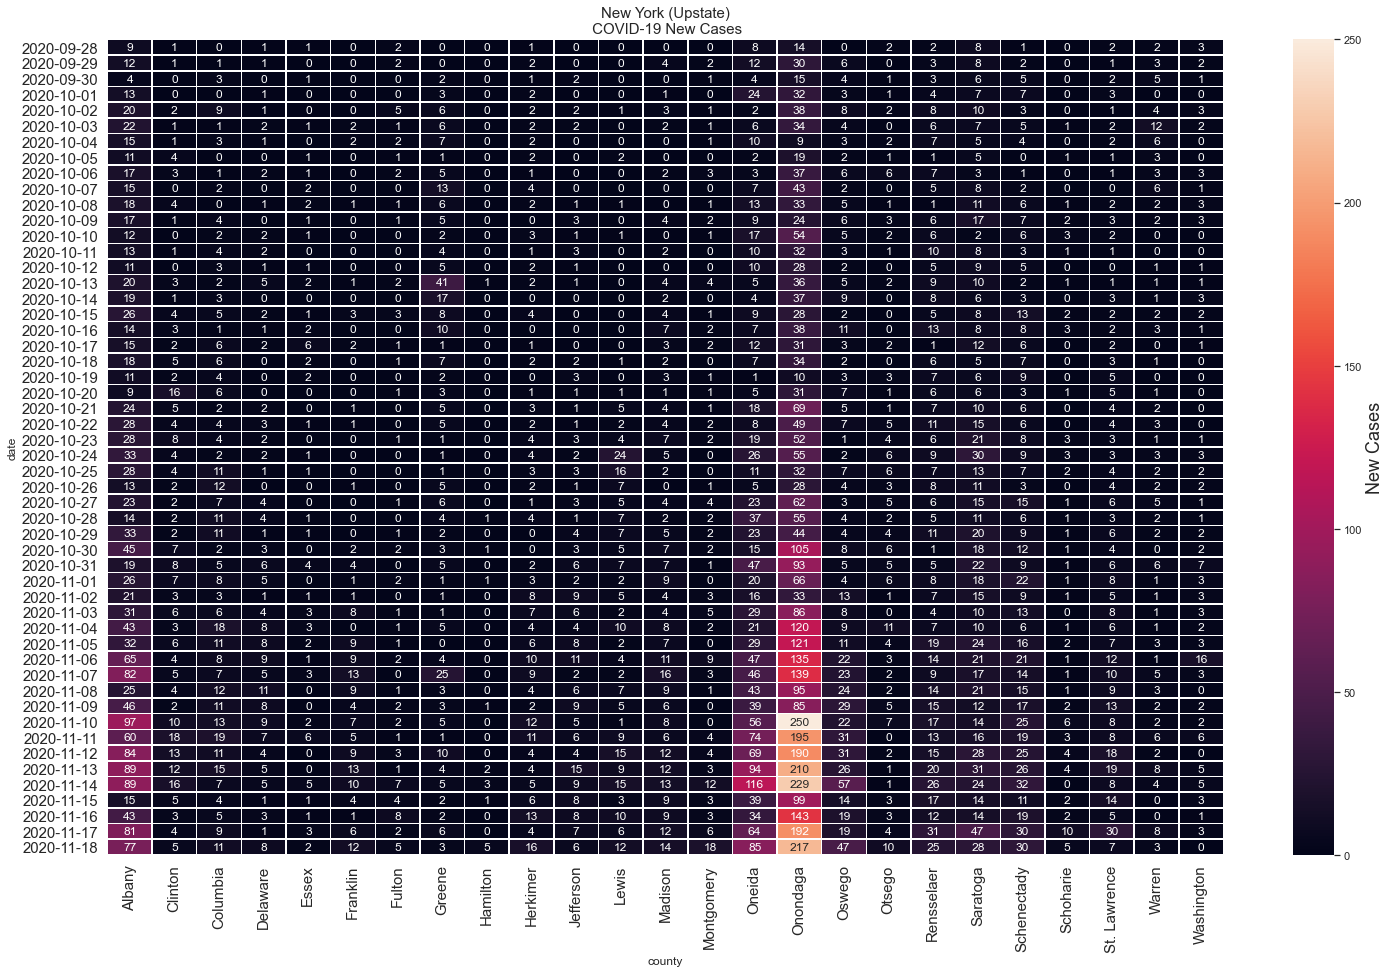 New York (Upstate)
COVID-19 New Cases
2020-09-28 9 1 0 1 1 0 2 0 0 1 0 0 0 0 8 14 0 2 2 8 1 0 2 2 3
2020-09-29 12 1 1 1 0 0 2 0 0 2 0 0 4 2 12 30 6 0 3 8 2 0 1 3 2
2020-09-30 4 0 3 0 1 0 0 2 0 1 2 0 0 1 4 15 4 1 3 6 5 0 2 5 1
2020-10-01 13 0 0 1 0 0 0 3 0 2 0 0 1 0 24 32 3 1 4 7 7 0 3 0 0
2020-10-02 20 2 9 1 0 0 5 6 0 2 2 1 3 1 2 38 8 2 8 10 3 0 1 4 3
2020-10-03 22 1 1 2 1 2 1 6 0 2 2 0 2 1 6 34 4 0 6 7 5 1 2 12 2
2020-10-04 15 1 3 1 0 2 2 7 0 2 0 0 0 1 10 9 3 2 7 5 4 0 2 6 0
2020-10-05 11 4 0 0 1 0 1 1 0 2 0 2 0 0 2 19 2 1 1 5 0 1 1 3 0
2020-10-06 17 3 1 2 1 0 2 5 0 1 0 0 2 3 3 37 6 6 7 3 1 0 1 3 3
2020-10-07 15 0 2 0 2 0 0 13 0 4 0 0 0 0 7 43 2 0 5 8 2 0 0 6 1
2020-10-08 18 4 0 1 2 1 1 6 0 2 1 1 0 1 13 33 5 1 1 11 6 1 2 2 3
2020-10-09 17 1 4 0 1 0 1 5 0 0 3 0 4 2 9 24 6 3 6 17 7 2 3 2 3
2020-10-10 12 0 2 2 1 0 0 2 0 3 1 1 0 1 17 54 5 2 6 2 6 3 2 0 0
2020-10-11 13 1 4 2 0 0 0 4 0 1 3 0 2 0 10 32 3 1 10 8 3 1 1 0 0
2020-10-12 11 0 3 1 1 0 0 5 0 2 1 0 0 0 10 28 2 0 5 9 5 0 0 1 1
2020-10-13 20 3 2 5 2 1 2 41 1 2 1 0 4 4 5 36 5 2 9 10 2 1 1 1 1
2020-10-14 19 1 3 0 0 0 0 17 0 0 0 0 2 0 4 37 9 0 8 6 3 0 3 1 3
2020-10-15 26 4 5 2 1 3 3 8 0 4 0 0 4 1 9 28 2 0 5 8 13 2 2 2 2
2020-10-16 14 3 1 1 2 0 0 10 0 0 0 0 7 2 7 38 11 0 13 8 8 3 2 3 1
2020-10-17 15 2 6 2 6 2 1 1 0 1 0 0 3 2 12 31 3 2 1 12 6 0 2 0 1
2020-10-18 18 5 6 0 2 0 1 7 0 2 2 1 2 0 7 34 2 0 6 5 7 0 3 1 0
2020-10-19 11 2 4 0 2 0 0 2 0 0 3 0 3 1 1 10 3 3 7 6 9 0 5 0 0
2020-10-20 9 16 6 0 0 0 1 3 0 1 1 1 1 1 5 31 7 1 6 6 3 1 5 1 0
2020-10-21 24 5 2 2 0 1 0 5 0 3 1 5 4 1 18 69 5 1 7 10 6 0 4 2 0
2020-10-22 28 4 4 3 1 1 0 5 0 2 1 2 4 2 8 49 7 5 11 15 6 0 4 3 0
2020-10-23 28 8 4 2 0 0 1 1 0 4 3 4 7 2 19 52 1 4 6 21 8 3 3 1 1
2020-10-24 33 4 2 2 1 0 0 1 0 4 2 24 5 0 26 55 2 6 9 30 9 3 3 3 3
2020-10-25 28 4 11 1 1 0 0 1 0 3 3 16 2 0 11 32 7 6 7 13 7 2 4 2 2
2020-10-26 13 2 12 0 0 1 0 5 0 2 1 7 0 1 5 28 4 3 8 11 3 0 4 2 2
2020-10-27 23 2 7 4 0 0 1 6 0 1 3 5 4 4 23 62 3 5 6 15 15 1 6 5 1
2020-10-28 14 2 11 4 1 0 0 4 1 4 1 7 2 2 37 55 4 2 5 11 6 1 3 2 1
2020-10-29 33 2 11 1 1 0 1 2 0 0 4 7 5 2 23 44 4 4 11 20 9 1 6 2 2
2020-10-30 45 7 2 3 0 2 2 3 1 0 3 5 7 2 15 105 8 6 1 18 12 1 4 0 2
2020-10-31 19 8 5 6 4 4 0 5 0 2 6 7 7 1 47 93 5 5 5 22 9 1 6 6 7
2020-11-01 26 7 8 5 0 1 2 1 1 3 2 2 9 0 20 66 4 6 8 18 22 1 8 1 3
2020-11-02 21 3 3 1 1 1 0 1 0 8 9 5 4 3 16 33 13 1 7 15 9 1 5 1 3
2020-11-03 31 6 6 4 3 8 1 1 0 7 6 2 4 5 29 86 8 0 4 10 13 0 8 1 3
2020-11-04 43 3 18 8 3 0 1 5 0 4 4 10 8 2 21 120 9 11 7 10 6 1 6 1 2
2020-11-05 32 6 11 8 2 9 1 0 0 6 8 2 7 0 29 121 11 4 19 24 16 2 7 3 3
2020-11-06 65 4 8 9 1 9 2 4 0 10 11 4 11 9 47 135 22 3 14 21 21 1 12 1 16
2020-11-07 82 5 7 5 3 13 0 25 0 9 2 2 16 3 46 139 23 2 9 17 14 1 10 5 3
2020-11-08 25 4 12 11 0 9 1 3 0 4 6 7 9 1 43 95 24 2 14 21 15 1 9 3 0
2020-11-09 46 2 11 8 0 4 2 3 1 2 9 5 6 0 39 85 29 5 15 12 17 2 13 2 2
2020-11-10 97 10 13 9 2 7 2 5 0 12 5 1 8 0 56 250 22 7 17 14 25 6 8 2 2
2020-11-11 60 18 19 7 6 5 1 1 0 11 6 9 6 4 74 195 31 0 13 16 19 3 8 6 6
2020-11-12 84 13 11 4 0 9 3 10 0 4 4 15 12 4 69 190 31 2 15 28 25 4 18 2 0
2020-11-13 89 12 15 5 0 13 1 4 2 4 15 9 12 3 94 210 26 1 20 31 26 4 19 8 5
2020-11-14 89 16 7 5 5 10 7 5 3 5 9 15 13 12 116 229 57 1 26 24 32 0 8 4 5
2020-11-15 15 5 4 1 1 4 4 2 1 6 8 3 9 3 39 99 14 3 17 14 11 2 14 0 3
2020-11-16 43 3 5 3 1 1 8 2 0 13 8 10 9 3 34 143 19 3 12 14 19 2 5 0 1
2020-11-17 81 4 9 1 3 6 2 6 0 4 7 6 12 6 64 192 19 4 31 47 30 10 30 8 3
2020-11-18 77 5 11 8 2 12 5 3 5 16 6 12 14 18 85 217 47 10 25 28 30 5 7 3 0
date
Albany Clinton Columbia Delaware Essex Franklin Fulton Greene Hamilton Herkimer Jefferson Lewis Madison Montgomery Oneida Onondaga Oswego Otsego Rensselaer Saratoga Schenectady Schoharie St. Lawrence Warren Washington
county
250
200
150
100
50
0
New Cases